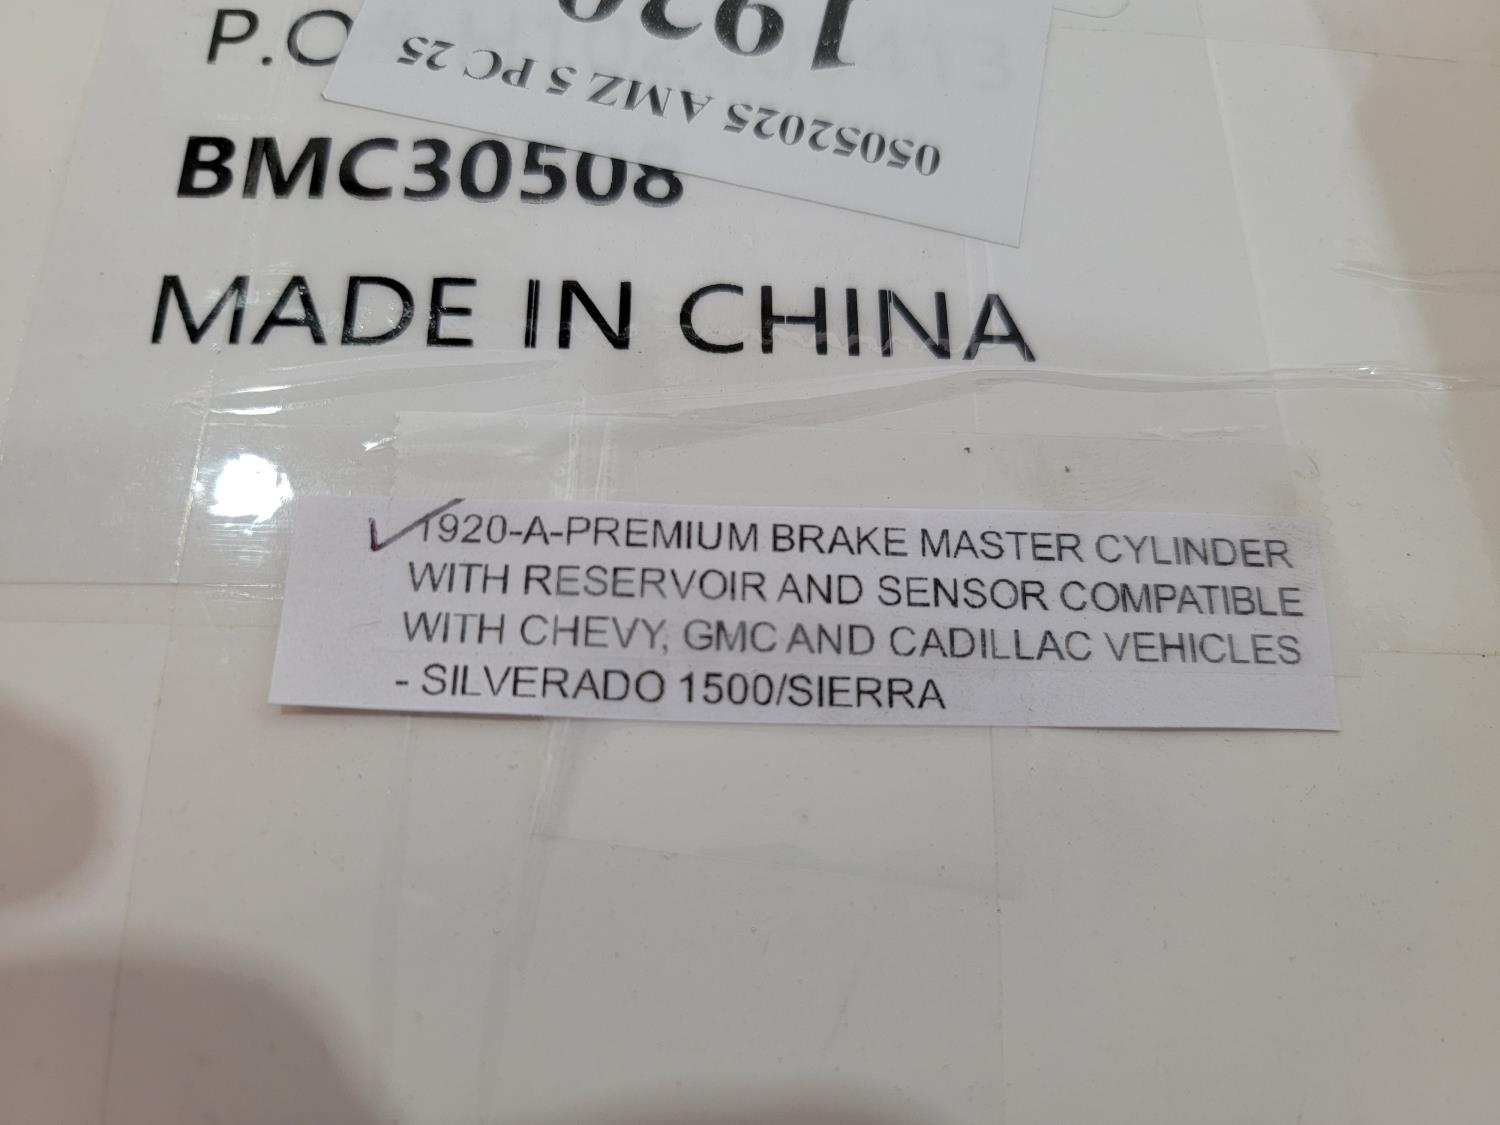 P.O
1920
05052025 AMZ 5 PC 25
BMC30508
MADE IN CHINA
1920-A-PREMIUM BRAKE MASTER CYLINDER
WITH RESERVOIR AND SENSOR COMPATIBLE
WITH CHEVY, GMC AND CADILLAC VEHICLES
- SILVERADO 1500/SIERRA